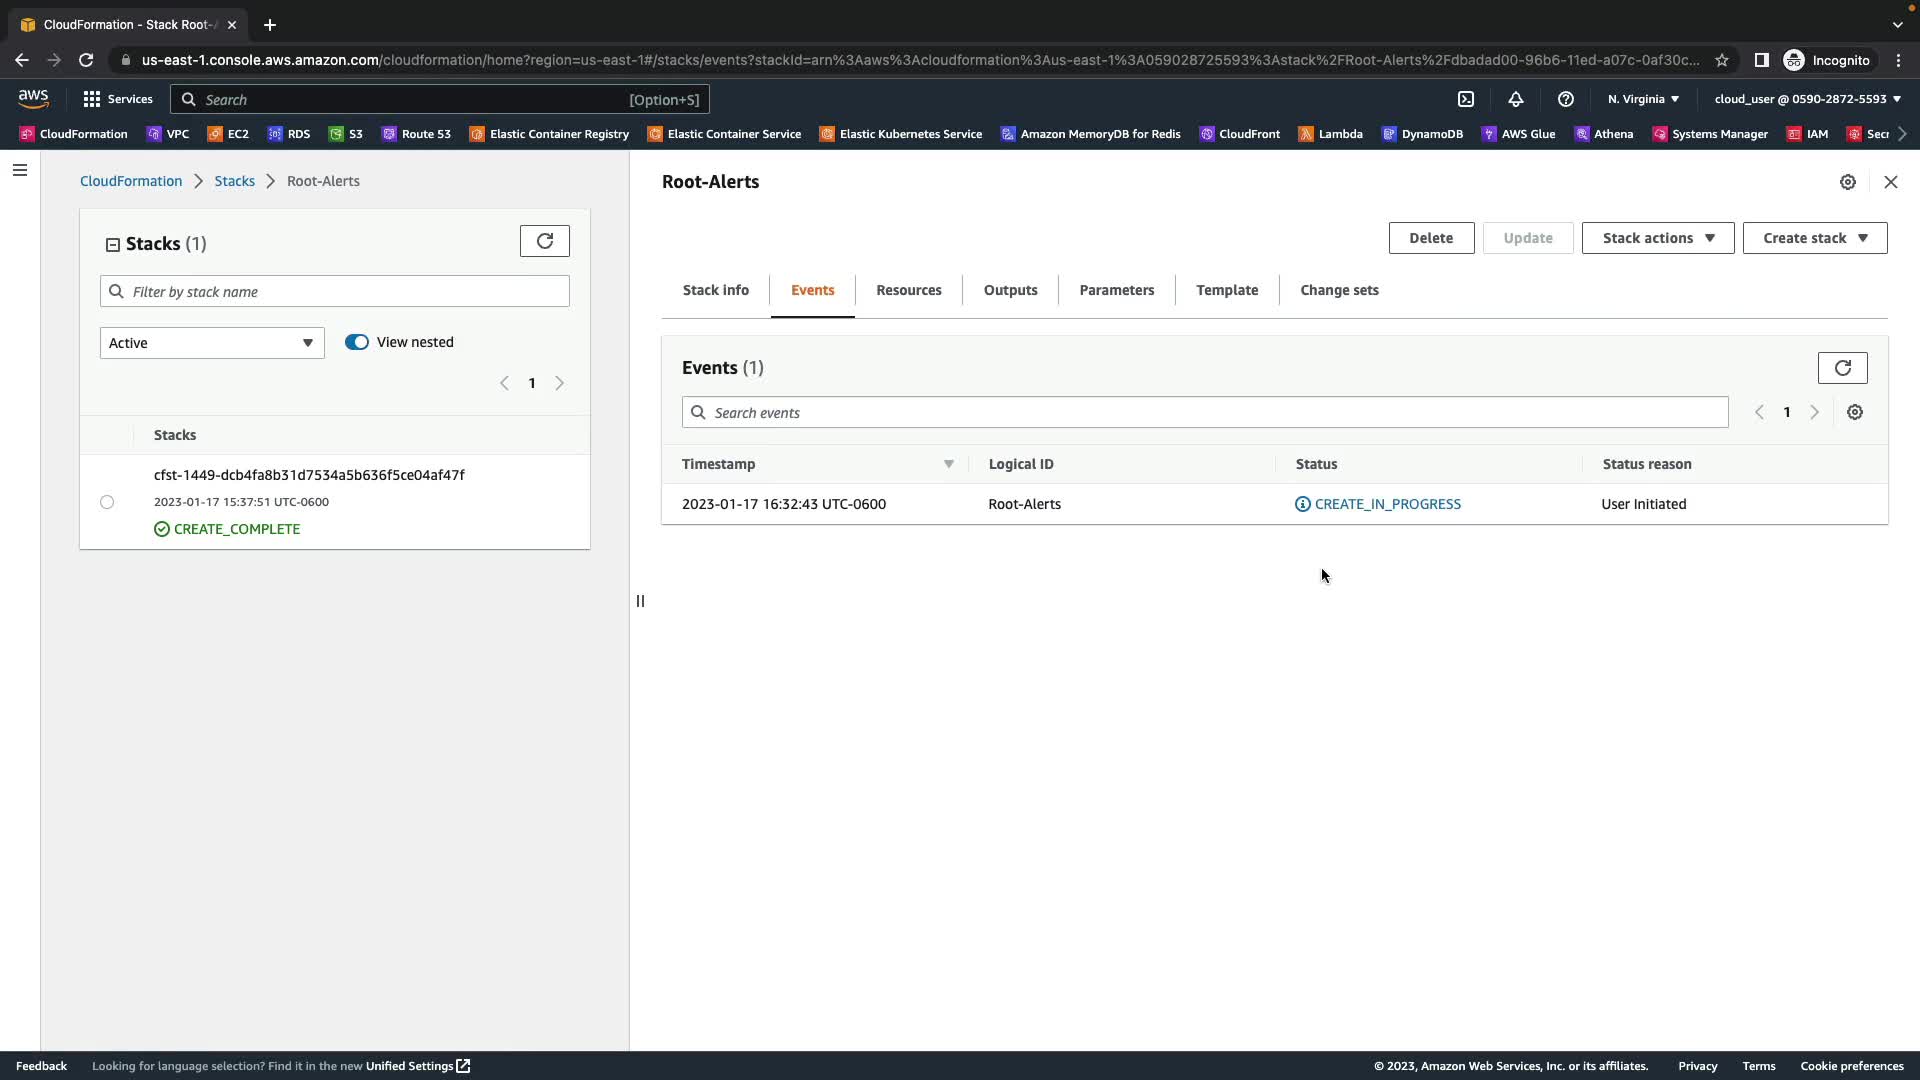 CloudFormation - Stack Root-A
us-east-1.console.aws.amazon.com/cloudformation/home?region=us-east-1#/stacks/events?stackId=arn%3Aaws%3Acloudformation%3Aus-east-1%3A059028725593%3Astack%2FRoot-Alerts%2Fdbadad00-96b6-11ed-a07c-0af30c...
Incognito
aws
Services
Search
[Option+S]
N. Virginia
cloud_user @ 0590-2872-5593
CloudFormation
VPC
EC2
RDS
S3
Route 53
Elastic Container Registry
Elastic Container Service
Elastic Kubernetes Service
Amazon MemoryDB for Redis
CloudFront
Lambda
DynamoDB
AWS Glue
Athena
Systems Manager
IAM
Secr
CloudFormation
Stacks
Root-Alerts
Stacks (1)
Filter by stack name
Active
View nested
1
Stacks
cfst-1449-dcb4fa8b31d7534a5b636f5ce04af47f
2023-01-17 15:37:51 UTC-0600
CREATE_COMPLETE
Root-Alerts
Delete
Update
Stack actions
Create stack
Stack info
Events
Resources
Outputs
Parameters
Template
Change sets
Events (1)
Search events
1
Timestamp
Logical ID
Status
Status reason
2023-01-17 16:32:43 UTC-0600
Root-Alerts
CREATE_IN_PROGRESS
User Initiated
Feedback
Looking for language selection? Find it in the new Unified Settings
© 2023, Amazon Web Services, Inc. or its affiliates.
Privacy
Terms
Cookie preferences